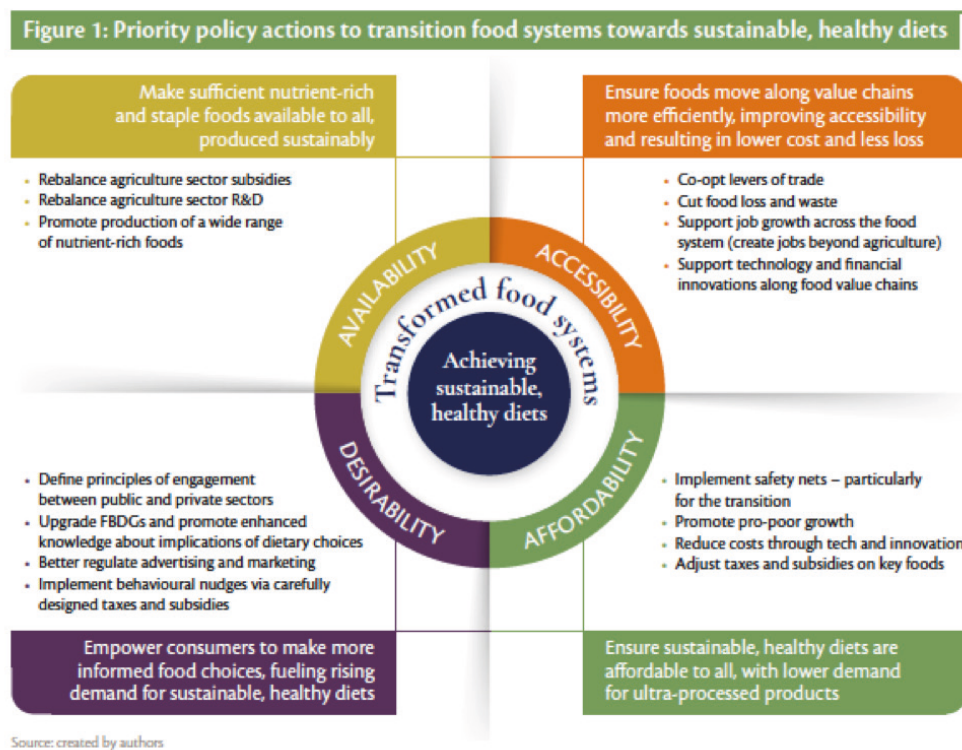 Figure 1: Priority policy actions to transition food systems towards sustainable, healthy diets
Make sufficient nutrient-rich
and staple foods available to all,
produced sustainably
• Rebalance agriculture sector subsidies
• Rebalance agriculture sector R&D
• Promote production of a wide range
of nutrient-rich foods
Ensure foods move along value chains
more efficiently, improving accessibility
and resulting in lower cost and less loss
• Co-opt levers of trade
• Cut food loss and waste
• Support job growth across the food
system (create jobs beyond agriculture)
• Support technology and financial
innovations along food value chains
AVAILABILITY
ACCESSIBILITY
Transformed food systems
Achieving
sustainable,
healthy diets
DESIRABILITY
AFFORDABILITY
• Define principles of engagement
between public and private sectors
• Upgrade FBDGs and promote enhanced
knowledge about implications of dietary choices
• Better regulate advertising and marketing
• Implement behavioural nudges via carefully
designed taxes and subsidies
Empower consumers to make more
informed food choices, fueling rising
demand for sustainable, healthy diets
• Implement safety nets – particularly
for the transition
• Promote pro-poor growth
• Reduce costs through tech and innovation
• Adjust taxes and subsidies on key foods
Ensure sustainable, healthy diets are
affordable to all, with lower demand
for ultra-processed products
Source: created by authors